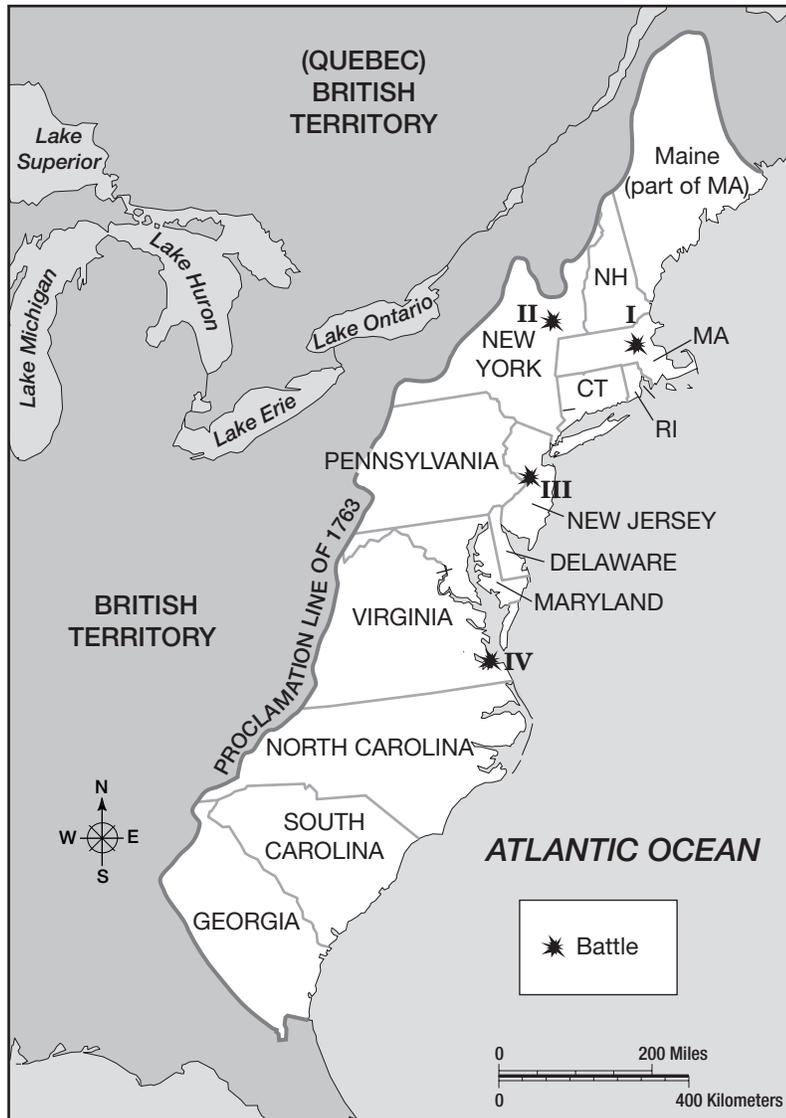 (QUEBEC)
BRITISH
TERRITORY
Lake
Superior
Maine
(part of MA)
Lake Michigan
Lake Huron
NH
Lake Ontario
II
I
NEW
YORK
MA
Lake Erie
CT
RI
PENNSYLVANIA
III
NEW JERSEY
PROCLAMATION LINE OF 1763
DELAWARE
BRITISH
TERRITORY
MARYLAND
VIRGINIA
IV
NORTH CAROLINA
N
W E
S
SOUTH
CAROLINA
ATLANTIC OCEAN
GEORGIA
Battle
0 200 Miles
0 400 Kilometers